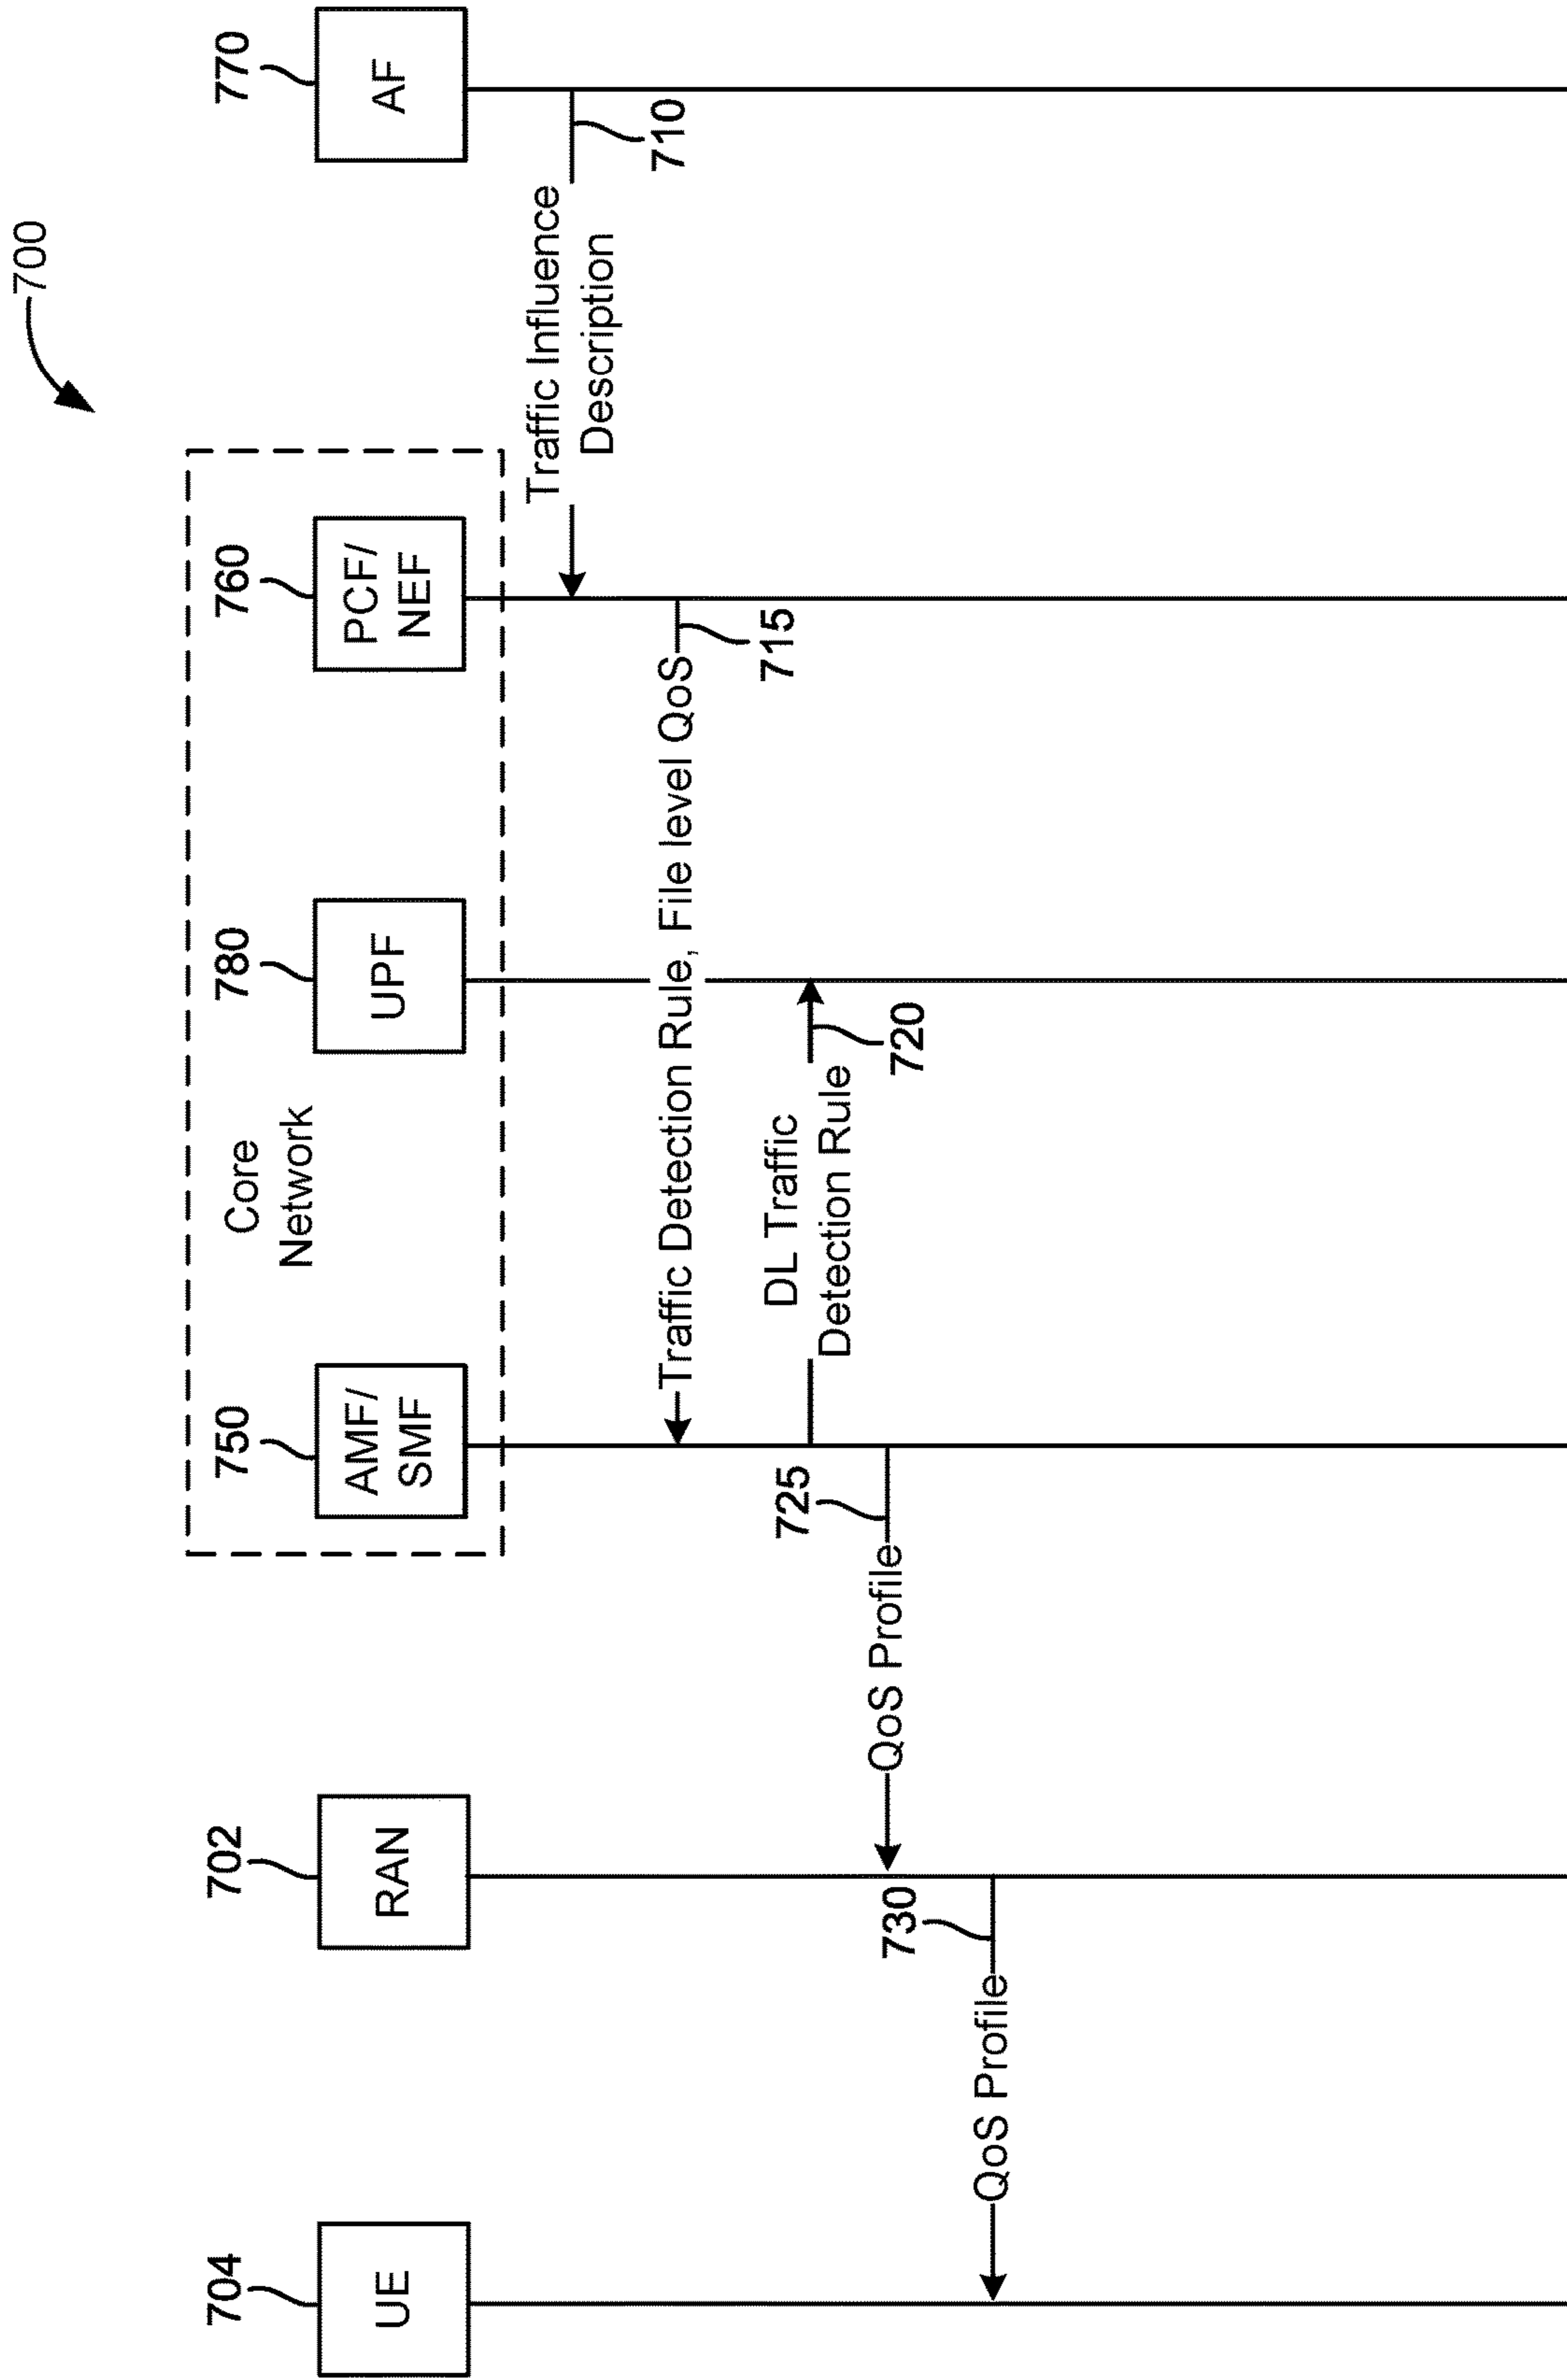 700
704
702
750
780
760
770
Core
Network
UE
RAN
AMF/
SMF
UPF
PCF/
NEF
AF
Traffic Influence
Description
710
Traffic Detection Rule, File level QoS
715
DL Traffic
Detection Rule
720
725
QoS Profile
730
QoS Profile